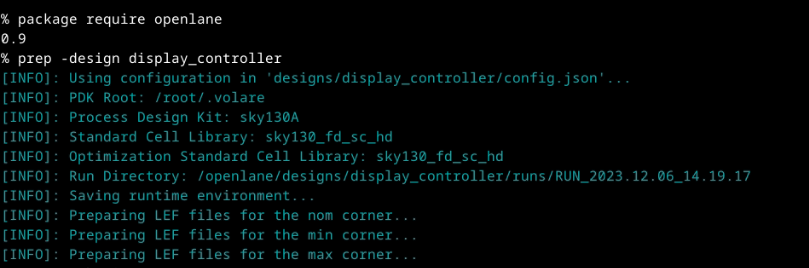 % package require openlane
0.9
% prep -design display_controller
[INFO]: Using configuration in 'designs/display_controller/config.json'...
[INFO]: PDK Root: /root/.volare
[INFO]: Process Design Kit: sky130A
[INFO]: Standard Cell Library: sky130_fd_sc_hd
[INFO]: Optimization Standard Cell Library: sky130_fd_sc_hd
[INFO]: Run Directory: /openlane/designs/display_controller/runs/RUN_2023.12.06_14.19.17
[INFO]: Saving runtime environment...
[INFO]: Preparing LEF files for the nom corner...
[INFO]: Preparing LEF files for the min corner...
[INFO]: Preparing LEF files for the max corner...